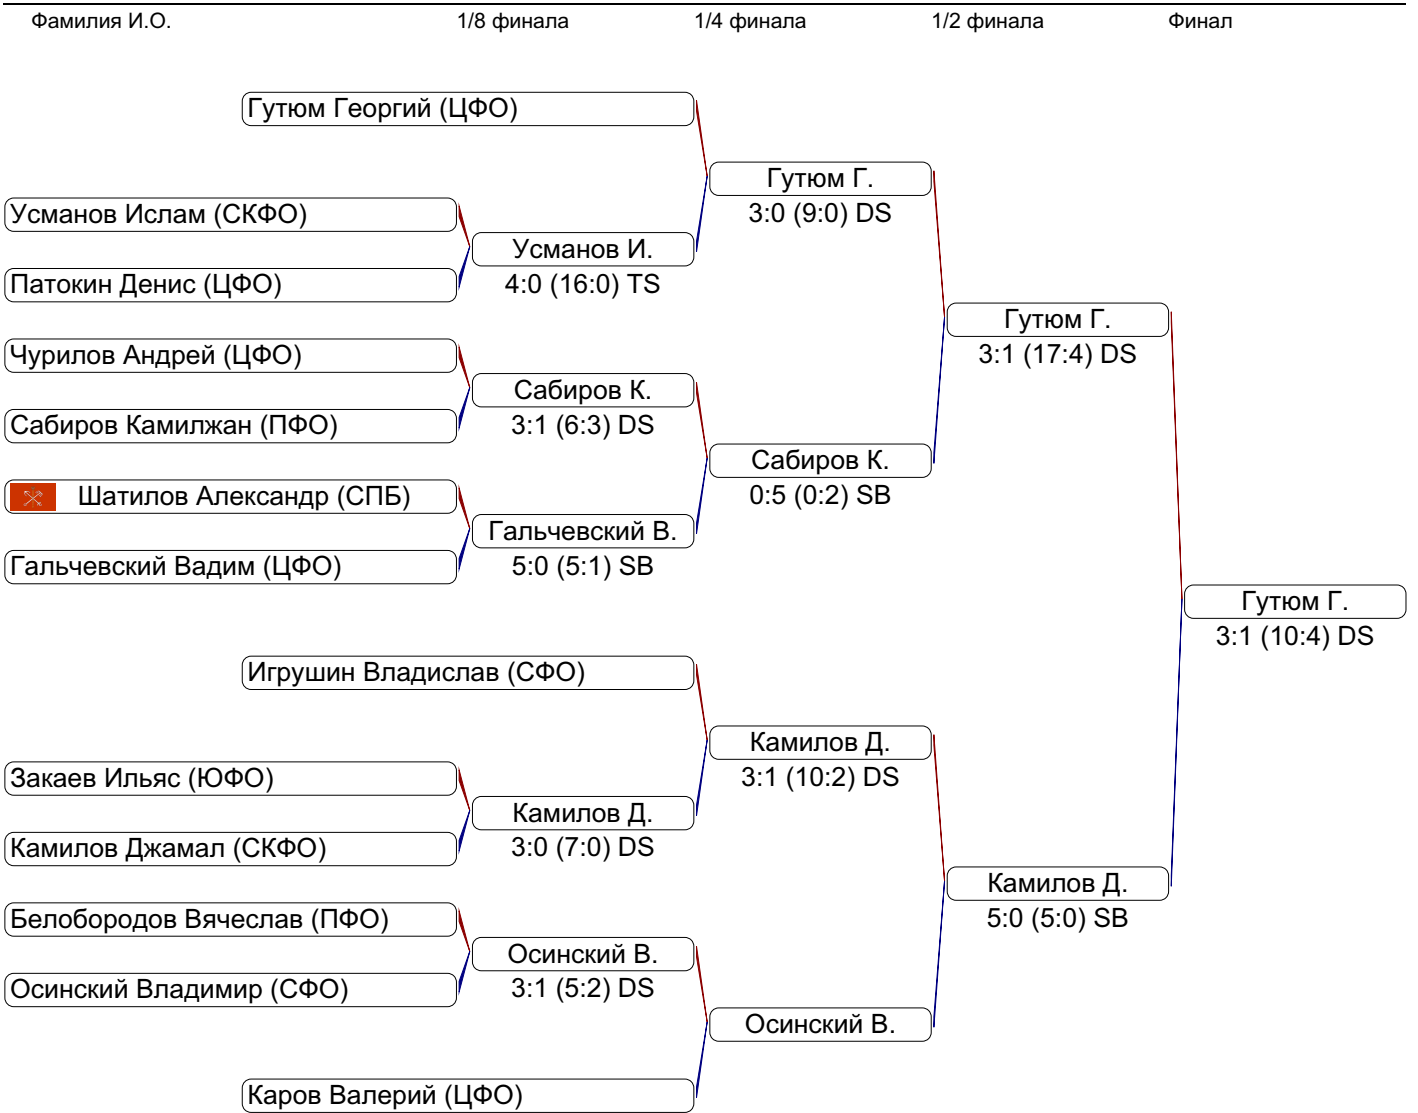 Фамилия И.О. 1/8 финала 1/4 финала 1/2 финала Финал
Гутюм Георгий (ЦФО)
Гутюм Г.
Усманов Ислам (СКФО)
3:0 (9:0) DS
Усманов И.
Патокин Денис (ЦФО)
4:0 (16:0) TS
Гутюм Г.
Чурилов Андрей (ЦФО)
3:1 (17:4) DS
Сабиров К.
Сабиров Камилжан (ПФО)
3:1 (6:3) DS
Сабиров К.
Шатилов Александр (СПБ)
0:5 (0:2) SB
Гальчевский В.
Гальчевский Вадим (ЦФО)
5:0 (5:1) SB
Гутюм Г.
3:1 (10:4) DS
Игрушин Владислав (СФО)
Камилов Д.
Закаев Ильяс (ЮФО)
3:1 (10:2) DS
Камилов Д.
Камилов Джамал (СКФО)
3:0 (7:0) DS
Камилов Д.
Белобородов Вячеслав (ПФО)
5:0 (5:0) SB
Осинский В.
Осинский Владимир (СФО)
3:1 (5:2) DS
Осинский В.
Каров Валерий (ЦФО)